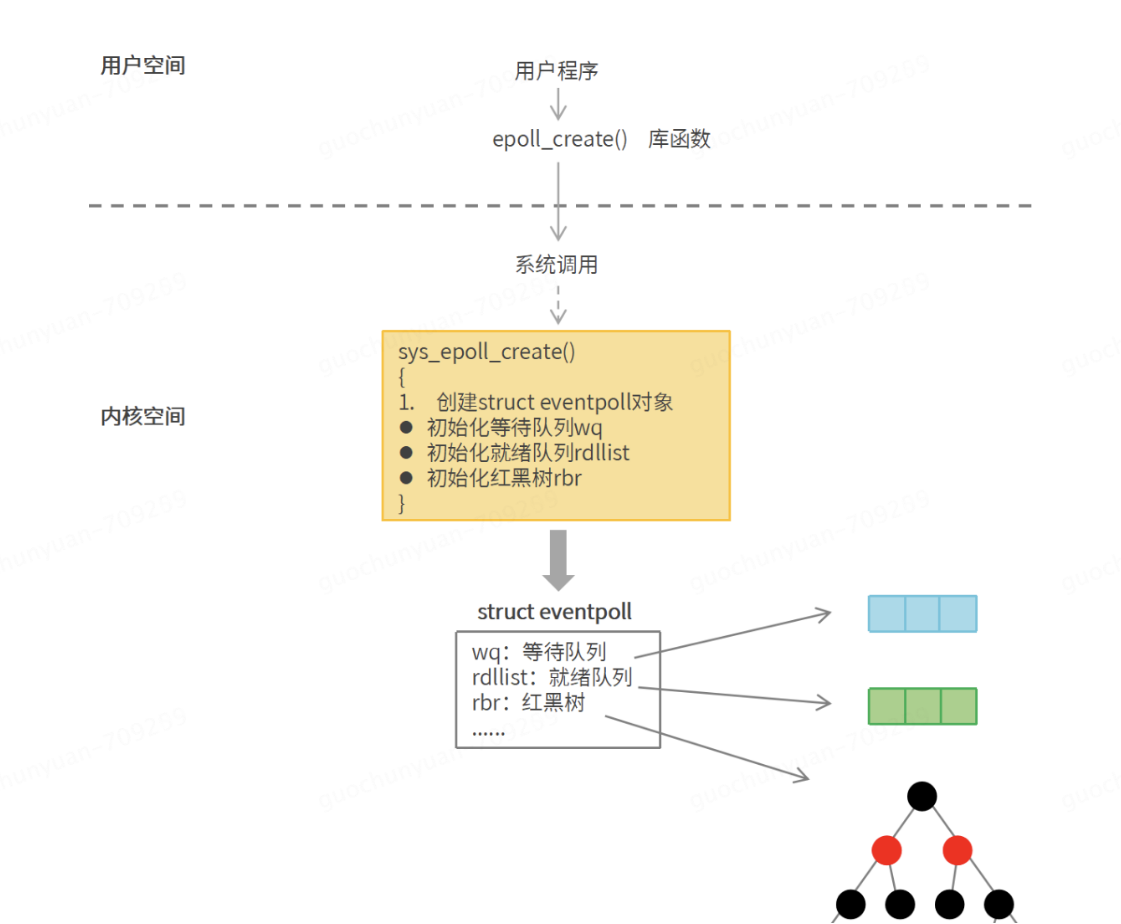 用户空间
用户程序
epoll_create() 库函数
系统调用
内核空间
sys_epoll_create()
{
1. 创建struct eventpoll对象
● 初始化等待队列wq
● 初始化就绪队列rdllist
● 初始化红黑树rbr
}
struct eventpoll
wq：等待队列
rdllist：就绪队列
rbr：红黑树
......
guochunyuan-709299